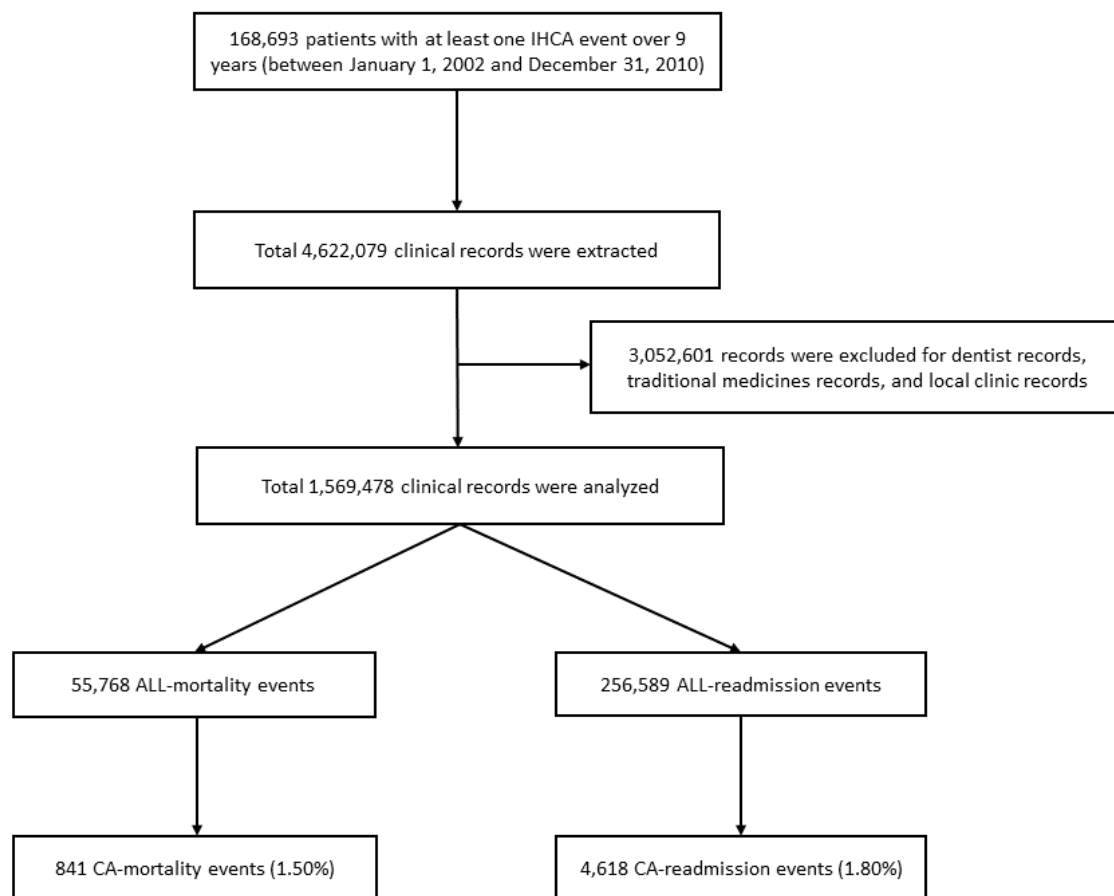 168,693 patients with at least one IHCA event over 9
years (between January 1, 2002 and December 31, 2010)
Total 4,622,079 clinical records were extracted
3,052,601 records were excluded for dentist records,
traditional medicines records, and local clinic records
Total 1,569,478 clinical records were analyzed
55,768 ALL-mortality events
256,589 ALL-readmission events
841 CA-mortality events (1.50%)
4,618 CA-readmission events (1.80%)